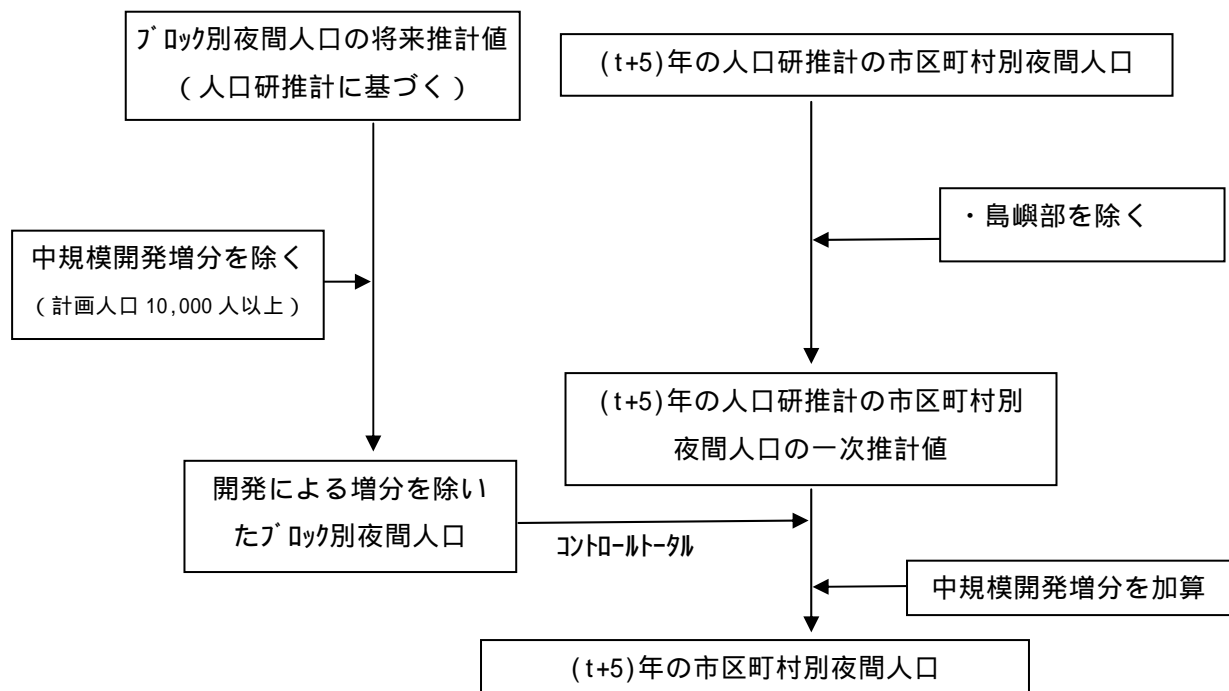 ﾌﾞﾛｯｸ別夜間人口の将来推計値
（人口研推計に基づく）
(t+5)年の人口研推計の市区町村別夜間人口
・島嶼部を除く
中規模開発増分を除く
（計画人口 10,000 人以上）
(t+5)年の人口研推計の市区町村別
夜間人口の一次推計値
開発による増分を除い
たﾌﾞﾛｯｸ別夜間人口
ｺﾝﾄﾛｰﾙﾄｰﾀﾙ
中規模開発増分を加算
(t+5)年の市区町村別夜間人口